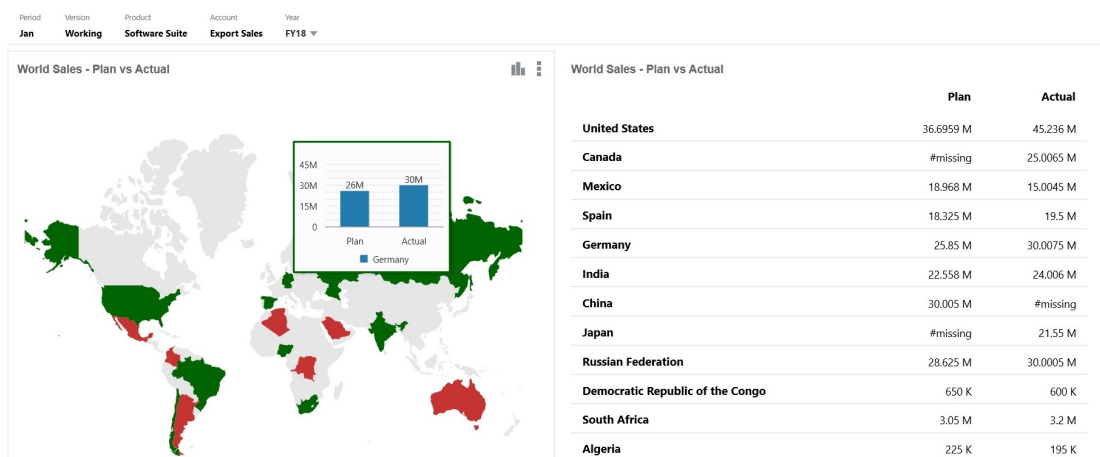 Period Version Product Account Year
Jan Working Software Suite Export Sales FY18
World Sales - Plan vs Actual
45M
30M
15M
0
26M
30M
Plan Actual
Germany
World Sales - Plan vs Actual
Plan Actual
United States 36.6959 M 45.236 M
Canada #missing 25.0065 M
Mexico 18.968 M 15.0045 M
Spain 18.325 M 19.5 M
Germany 25.85 M 30.0075 M
India 22.558 M 24.006 M
China 30.005 M #missing
Japan #missing 21.55 M
Russian Federation 28.625 M 30.0005 M
Democratic Republic of the Congo 650 K 600 K
South Africa 3.05 M 3.2 M
Algeria 225 K 195 K